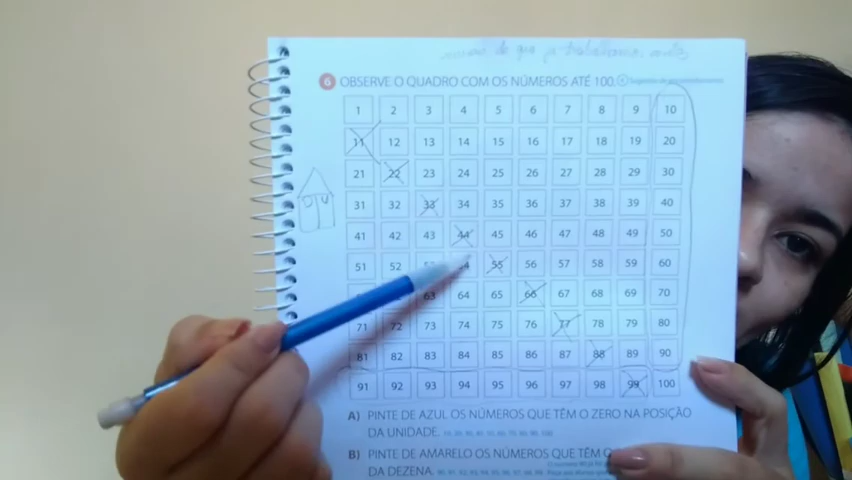 6 OBSERVE O QUADRO COM OS NÚMEROS ATÉ 100.
1 2 3 4 5 6 7 8 9 10
11 12 13 14 15 16 17 18 19 20
21 22 23 24 25 26 27 28 29 30
31 32 33 34 35 36 37 38 39 40
41 42 43 44 45 46 47 48 49 50
51 52 55 56 57 58 59 60
63 64 65 66 67 68 69 70
71 72 73 74 75 76 77 78 79 80
81 82 83 84 85 86 87 88 89 90
91 92 93 94 95 96 97 98 99 100
A) PINTE DE AZUL OS NÚMEROS QUE TÊM O ZERO NA POSIÇÃO
DA UNIDADE.
B) PINTE DE AMARELO OS NÚMEROS QUE TÊM O
DA DEZENA.